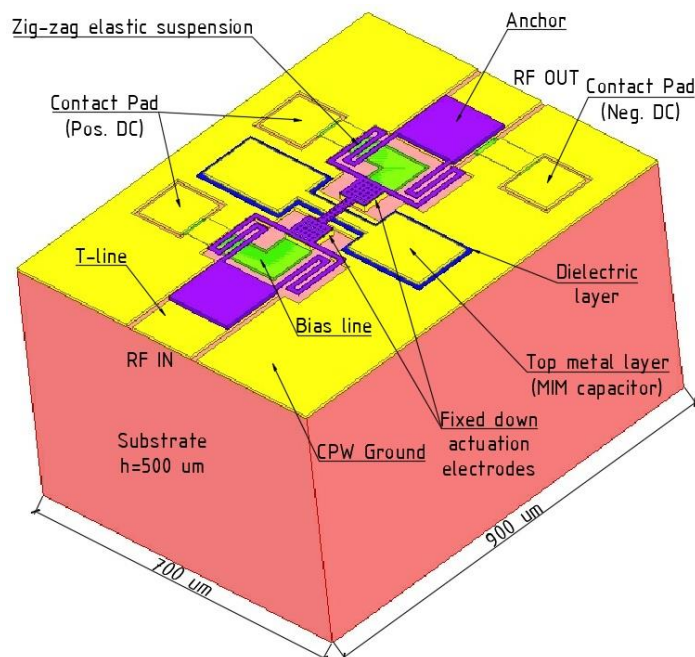 Zig-zag elastic suspension
Anchor
RF OUT
Contact Pad
(Neg. DC)
Contact Pad
(Pos. DC)
T-line
Dielectric
layer
Bias line
RF IN
Top metal layer
(MIM capacitor)
Fixed down
actuation
electrodes
Substrate
h=500 um
CPW Ground
700 um
900 um